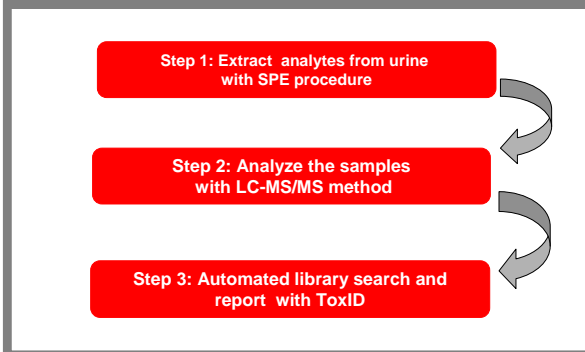 Step 1: Extract analytes from urine
with SPE procedure
Step 2: Analyze the samples
with LC-MS/MS method
Step 3: Automated library search and
report with ToxID